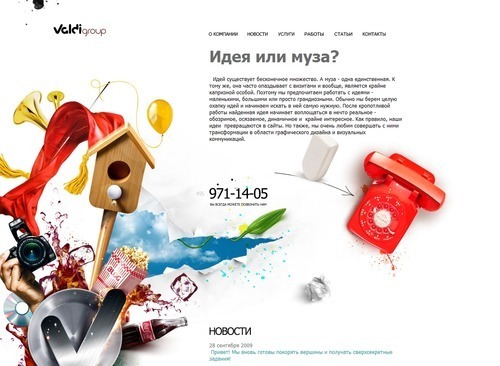 Valdigroup
О КОМПАНИИ НОВОСТИ УСЛУГИ РАБОТЫ СТАТЬИ КОНТАКТЫ
Идея или муза?
Идей существует бесконечное множество. А муза - одна единственная. К
тому же, она часто опаздывает с визитами и вообще, является крайне
капризной особой. Поэтому мы предпочитаем работать с идеями -
маленькими, большими или просто грандиозными. Обычно мы берем целую
охапку идей и начинаем искать в ней самую нужную. После кропотливой
работы найденная идея начинает воплощаться в нечто реальное -
обозримое, осязаемое, динамичное и крайне интересное. Как правило, наши
идеи превращаются в сайты. Но также, мы очень любим совершать с ними
трансформации в области графического дизайна и визуальных
коммуникаций.
971-14-05
ВЫ ВСЕГДА МОЖЕТЕ ПОЗВОНИТЬ НАМ
POPCORN
Coca-Cola
V
НОВОСТИ
28 сентября 2009
Привет! Мы вновь готовы покорять вершины и получать сверхсекретные
задания!